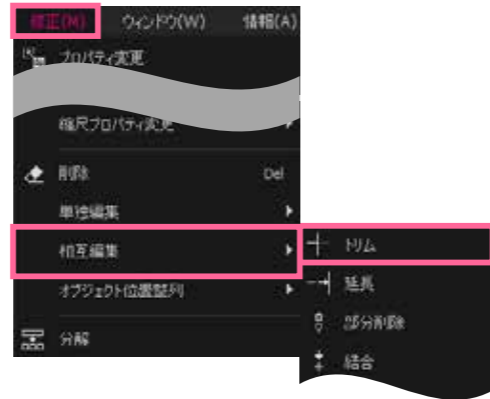 修正(M) ウィンドウ(W) 情報(A)
プロパティ変更
縮尺プロパティ変更
削除 Del
単独編集
相互編集
トリム
オブジェクト位置整列
延長
部分削除
分解
結合